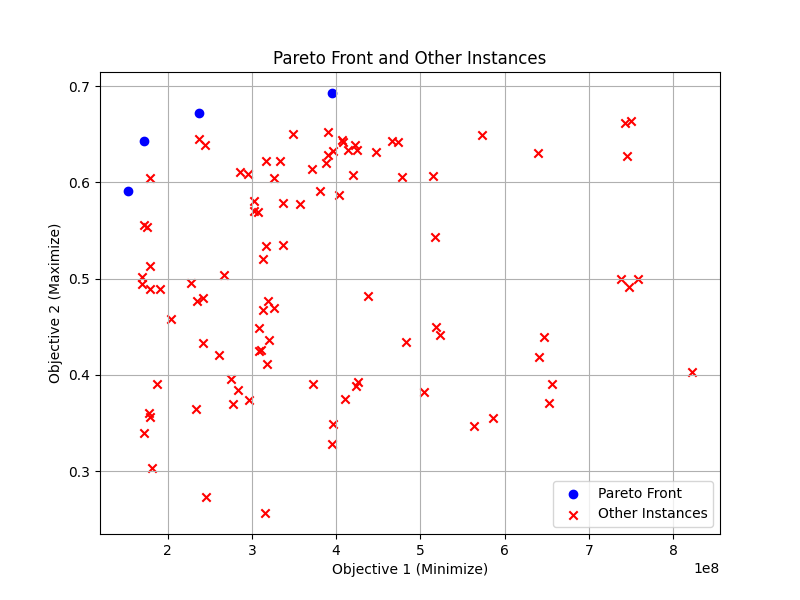 Pareto Front and Other Instances
Objective 2 (Maximize)
0.7
0.6
0.5
0.4
0.3
Pareto Front
Other Instances
2 3 4 5 6 7 8
Objective 1 (Minimize)
1e8